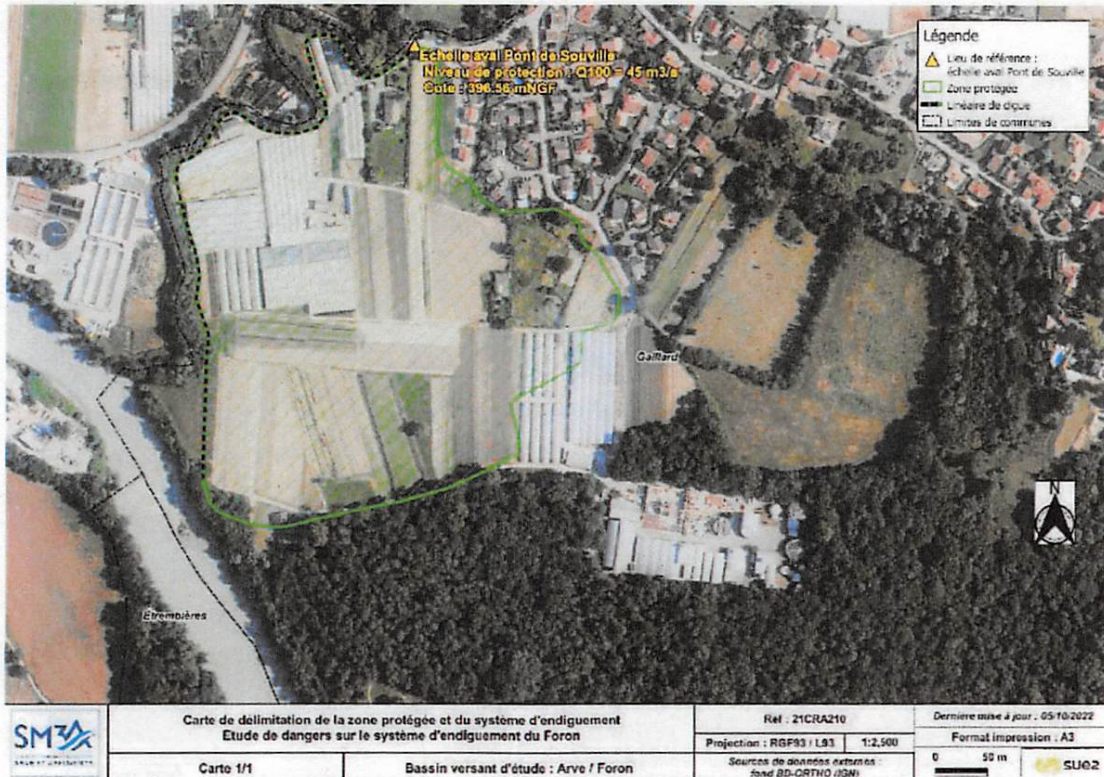 Echelle aval Pont de Souville
Niveau de protection : Q100 = 45 m3/s
Cote : 396.56 mNGF
Légende
Lieu de référence :
échelle aval Pont de Souville
Zone protégée
Linéaire de digue
Limites de communes
Gaillard
N
Étrembières
SM3A
Carte de délimitation de la zone protégée et du système d'endiguement
Etude de dangers sur le système d'endiguement du Foron
Carte 1/1
Bassin versant d'étude : Arve / Foron
Réf : 21CRA210
Projection : RGF93 / L93
1:2,500
Sources de données externes :
fond BD-ORTHO (IGN)
Dernière mise à jour : 05/10/2022
Format impression : A3
0 50 m
suez